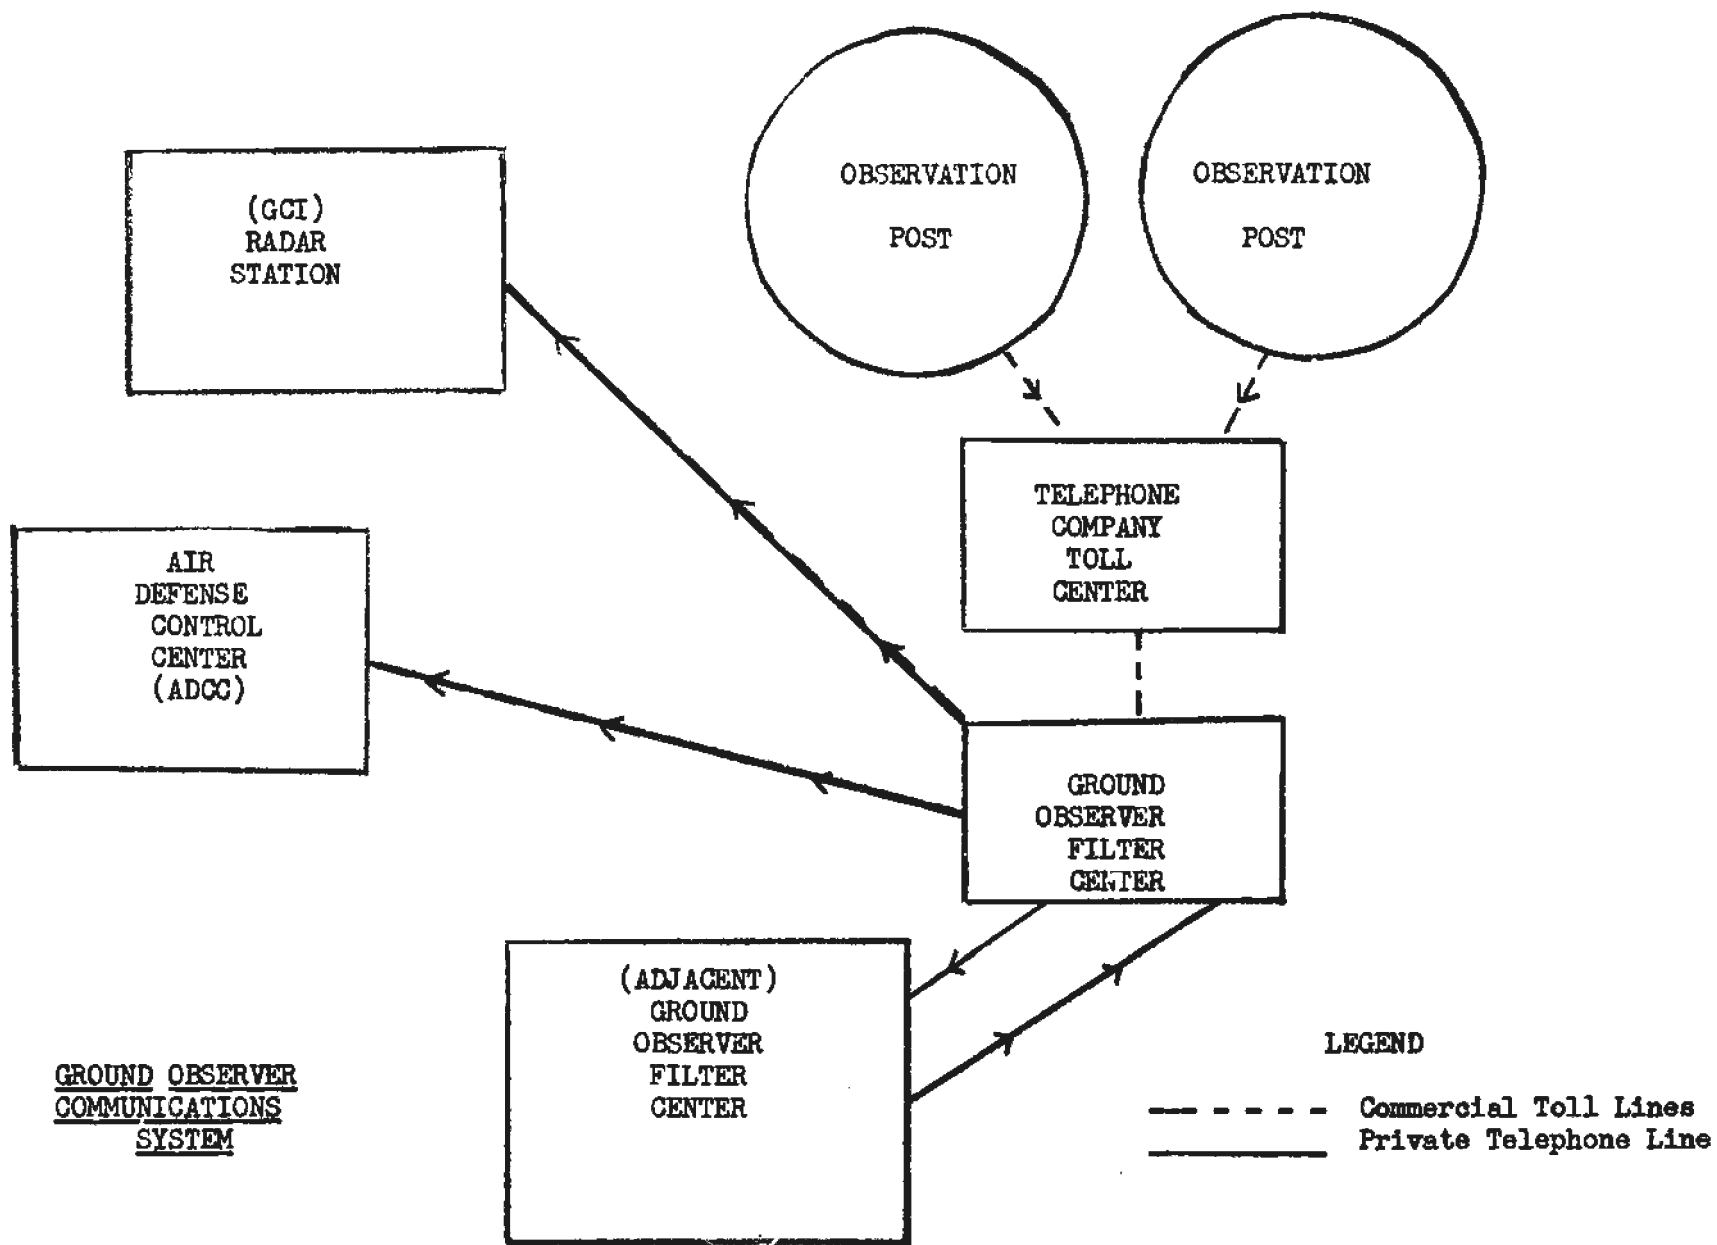 OBSERVATION
POST
OBSERVATION
POST
(GCI)
RADAR
STATION
TELEPHONE
COMPANY
TOLL
CENTER
AIR
DEFENSE
CONTROL
CENTER
(ADCC)
GROUND
OBSERVER
FILTER
CENTER
(ADJACENT)
GROUND
OBSERVER
FILTER
CENTER
GROUND OBSERVER
COMMUNICATIONS
SYSTEM
LEGEND
Commercial Toll Lines
Private Telephone Line